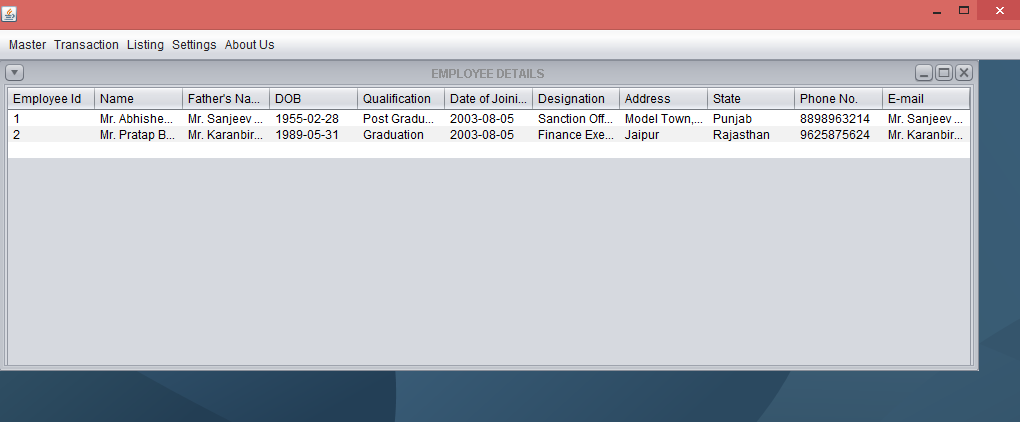 Master Transaction Listing Settings About Us
EMPLOYEE DETAILS
Employee Id Name Father's Na... DOB Qualification Date of Joini... Designation Address State Phone No. E-mail
1 Mr. Abhishe... Mr. Sanjeev ... 1955-02-28 Post Gradu... 2003-08-05 Sanction Off... Model Town,... Punjab 8898963214 Mr. Sanjeev ...
2 Mr. Pratap B... Mr. Karanbir... 1989-05-31 Graduation 2003-08-05 Finance Exe... Jaipur Rajasthan 9625875624 Mr. Karanbir...